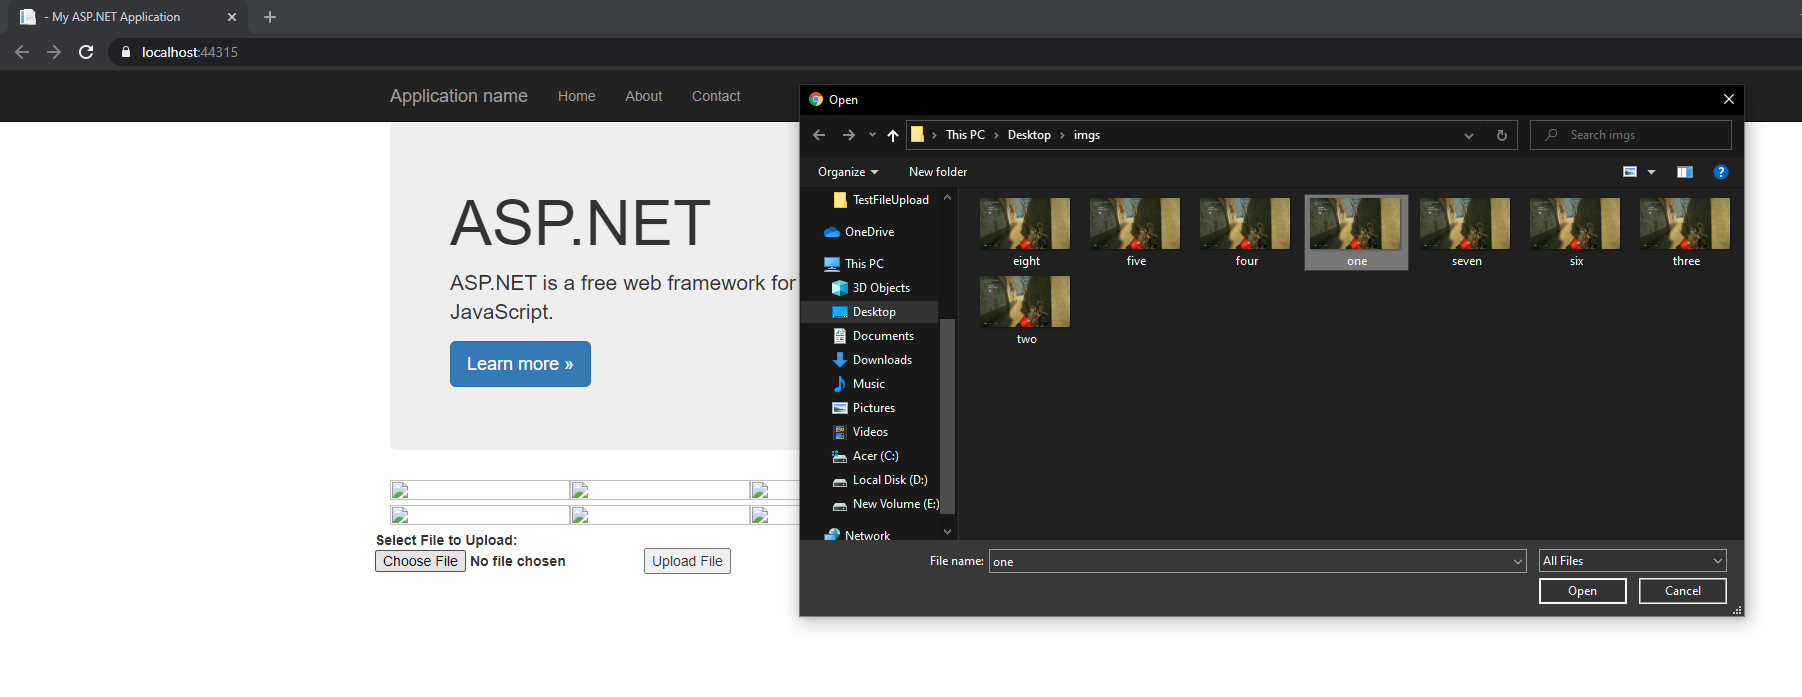 - My ASP.NET Application
localhost:44315
Application name Home About Contact
ASP.NET
ASP.NET is a free web framework for
JavaScript.
Learn more »
Select File to Upload:
Choose File No file chosen Upload File
Open
This PC > Desktop > imgs
Search imgs
Organize New folder
TestFileUpload
OneDrive
This PC
3D Objects
Desktop
Documents
Downloads
Music
Pictures
Videos
Acer (C:)
Local Disk (D:)
New Volume (E:)
Network
eight five four one seven six three
two
File name: one All Files
Open Cancel